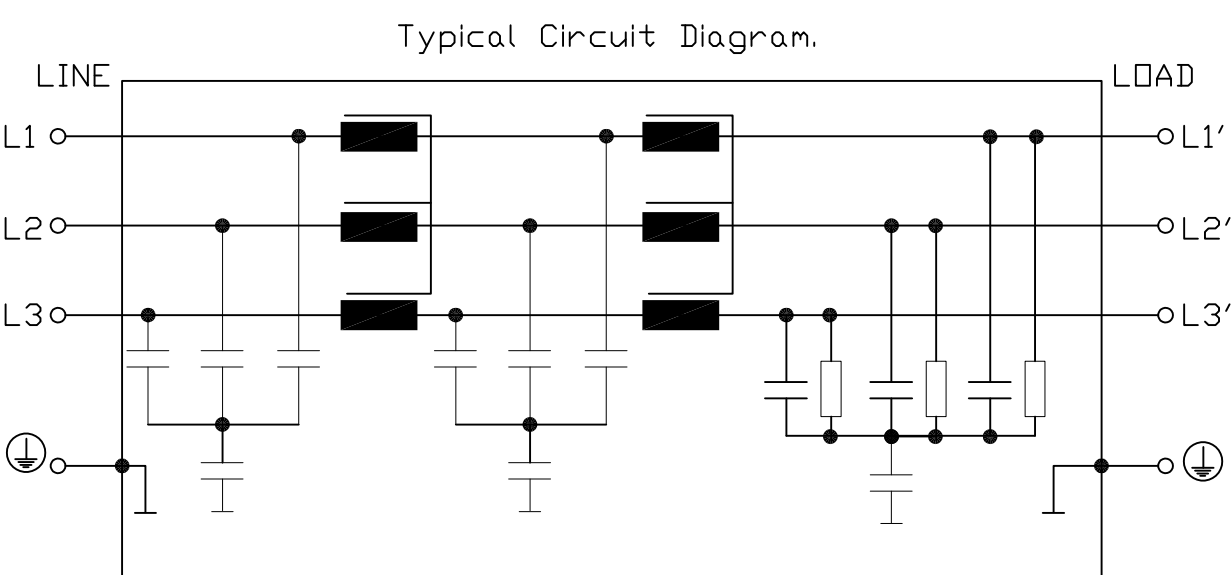 Typical Circuit Diagram.
LINE
LOAD
L1
L1′
L2
L2′
L3
L3′